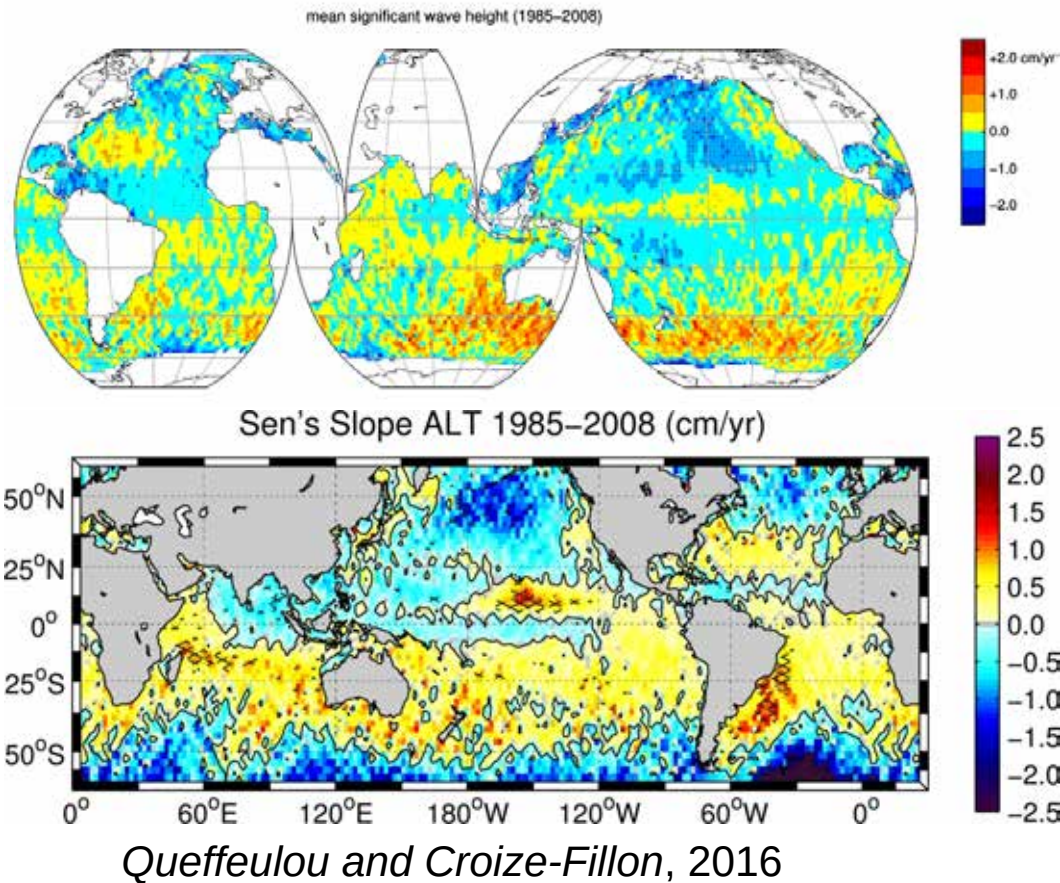 mean significant wave height (1985–2008)
+2.0 cm/yr
+1.0
0.0
−1.0
−2.0
Sen's Slope ALT 1985−2008 (cm/yr)
50°N
25°N
0°
25°S
50°S
0° 60°E 120°E 180°W 120°W 60°W 0°
2.5
2.0
1.5
1.0
0.5
0.0
−0.5
−1.0
−1.5
−2.0
−2.5
Queffeulou and Croize-Fillon, 2016